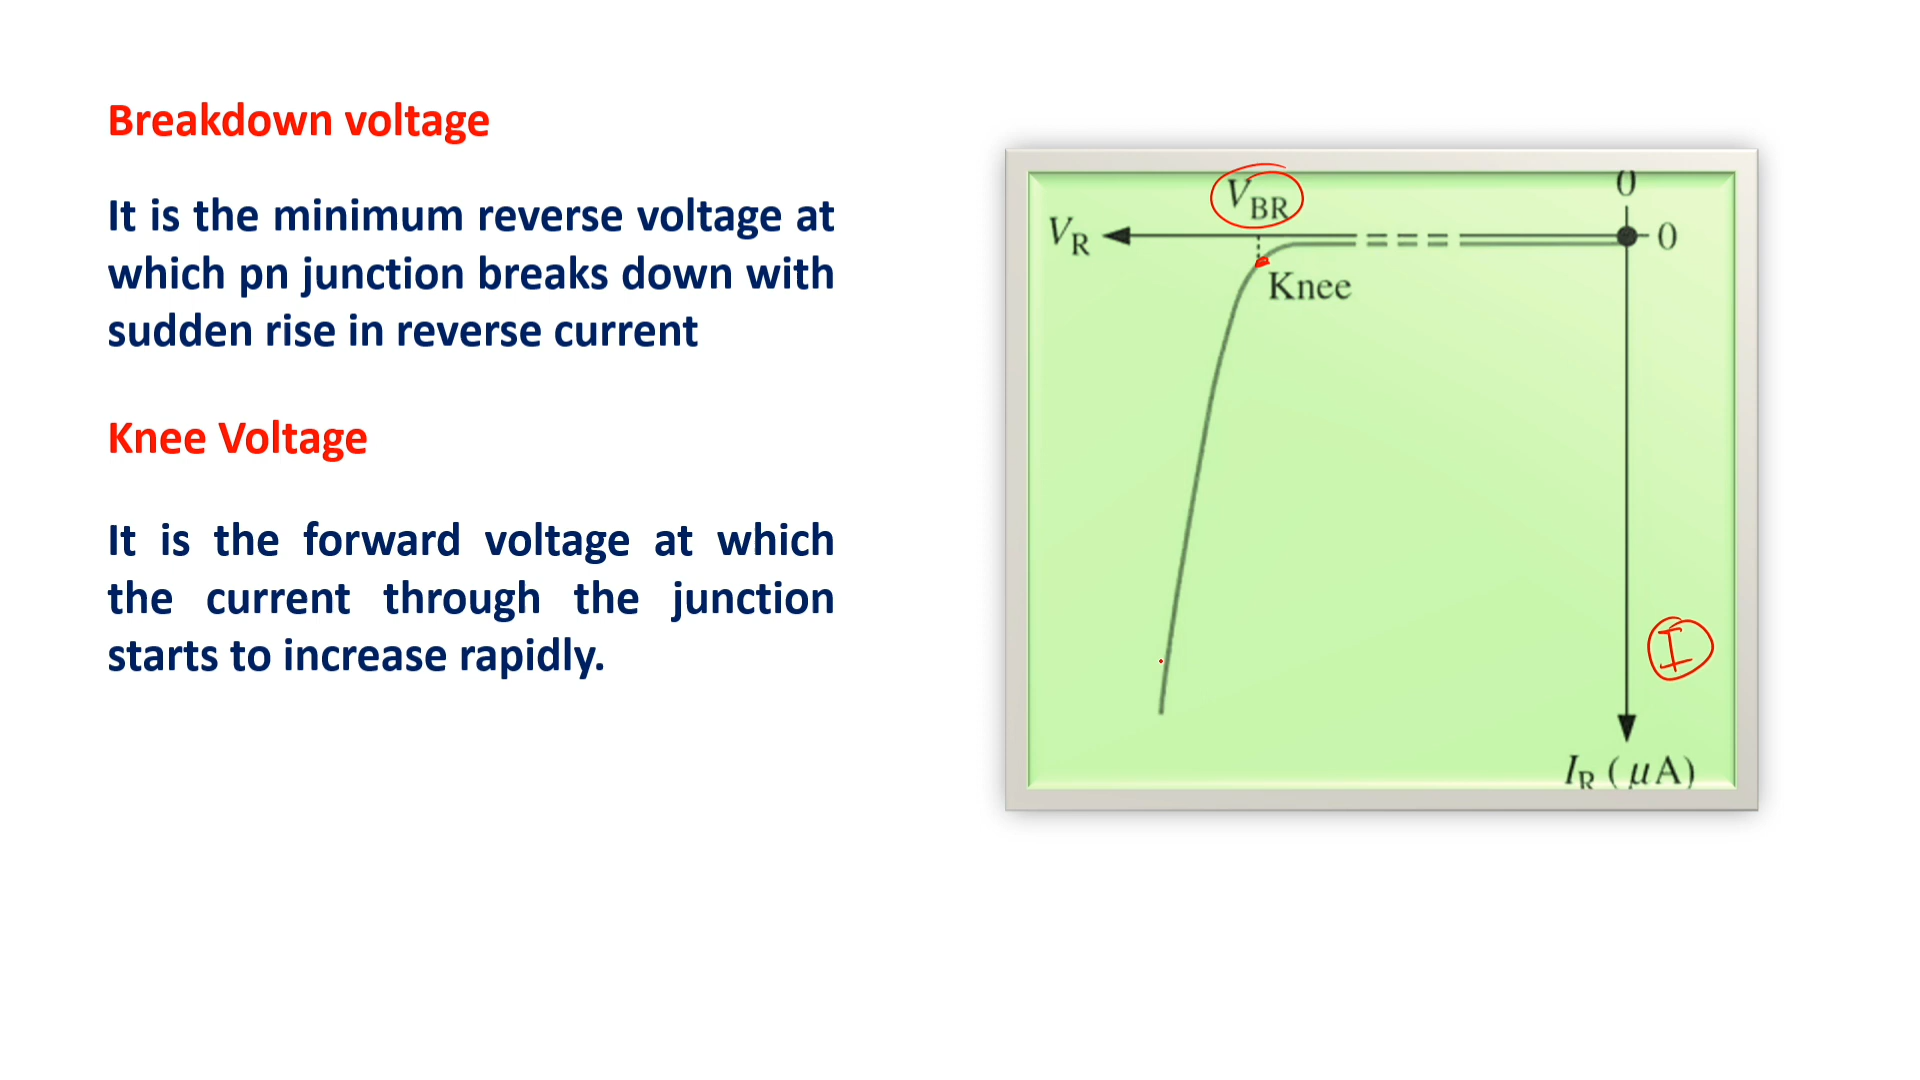 Breakdown voltage
It is the minimum reverse voltage at
which pn junction breaks down with
sudden rise in reverse current
Knee Voltage
It is the forward voltage at which
the current through the junction
starts to increase rapidly.
0
V_BR
V_R
0
Knee
I
I_R (μA)